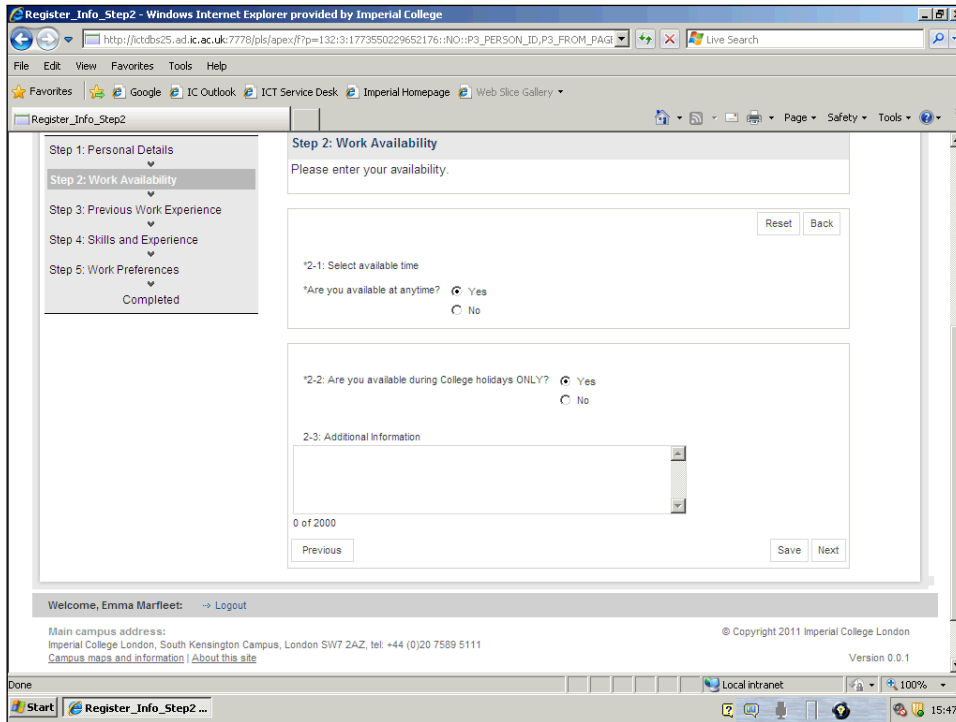 Register_Info_Step2 - Windows Internet Explorer provided by Imperial College
http://ictdbs25.ad.ic.ac.uk:7778/pls/apex/f?p=132:3:1773550229652176::NO::P3_PERSON_ID,P3_FROM_PAGE
Live Search
File Edit View Favorites Tools Help
Favorites Google IC Outlook ICT Service Desk Imperial Homepage Web Slice Gallery
Register_Info_Step2 Page Safety Tools
Step 1: Personal Details
Step 2: Work Availability
Step 3: Previous Work Experience
Step 4: Skills and Experience
Step 5: Work Preferences
Completed
Step 2: Work Availability
Please enter your availability.
Reset Back
*2-1: Select available time
*Are you available at anytime? Yes
No
*2-2: Are you available during College holidays ONLY? Yes
No
2-3: Additional Information
0 of 2000
Previous Save Next
Welcome, Emma Marfleet: Logout
Main campus address:
Imperial College London, South Kensington Campus, London SW7 2AZ, tel: +44 (0)20 7589 5111
Campus maps and information | About this site
© Copyright 2011 Imperial College London
Version 0.0.1
Done Local intranet 100%
Start Register_Info_Step2 ... 15:47